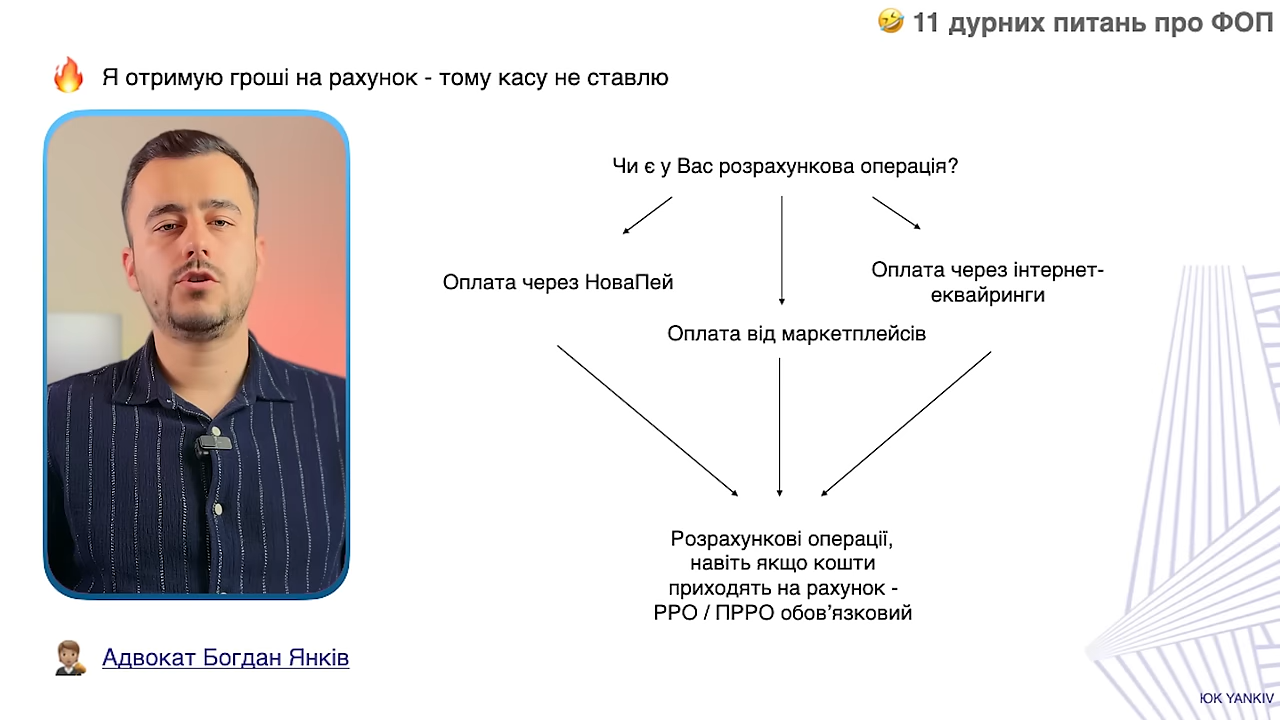 11 дурних питань про ФОП
Я отримую гроші на рахунок - тому касу не ставлю
Чи є у Вас розрахункова операція?
Оплата через НоваПей
Оплата через інтернет-
еквайринги
Оплата від маркетплейсів
Розрахункові операції,
навіть якщо кошти
приходять на рахунок -
РРО / ПРРО обов’язковий
Адвокат Богдан Янків
ЮК YANKIV